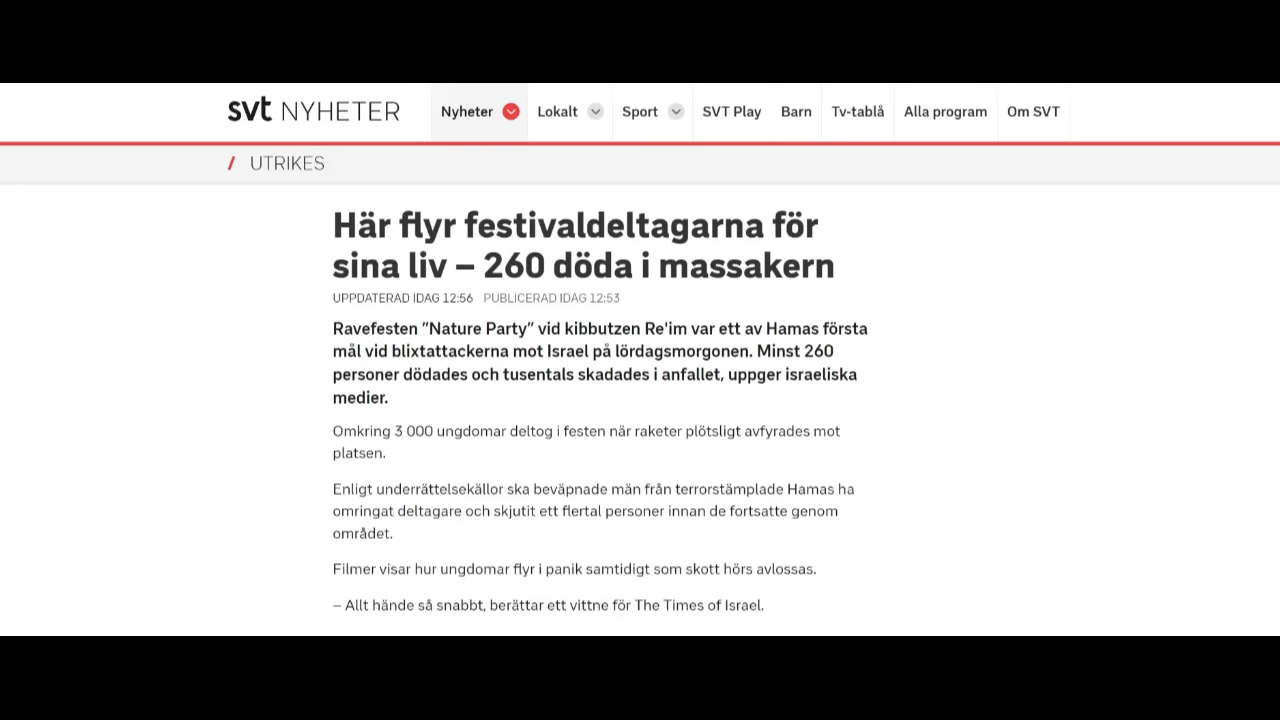 svt NYHETER Nyheter Lokalt Sport SVT Play Barn Tv-tablå Alla program Om SVT
/ UTRIKES
Här flyr festivaldeltagarna för
sina liv – 260 döda i massakern
UPPDATERAD IDAG 12:56 PUBLICERAD IDAG 12:53
Ravefesten ”Nature Party” vid kibbutzen Re'im var ett av Hamas första
mål vid blixtattackerna mot Israel på lördagsmorgonen. Minst 260
personer dödades och tusentals skadades i anfallet, uppger israeliska
medier.
Omkring 3 000 ungdomar deltog i festen när raketer plötsligt avfyrades mot
platsen.
Enligt underrättelsekällor ska beväpnade män från terrorstämplade Hamas ha
omringat deltagare och skjutit ett flertal personer innan de fortsatte genom
området.
Filmer visar hur ungdomar flyr i panik samtidigt som skott hörs avlossas.
– Allt hände så snabbt, berättar ett vittne för The Times of Israel.